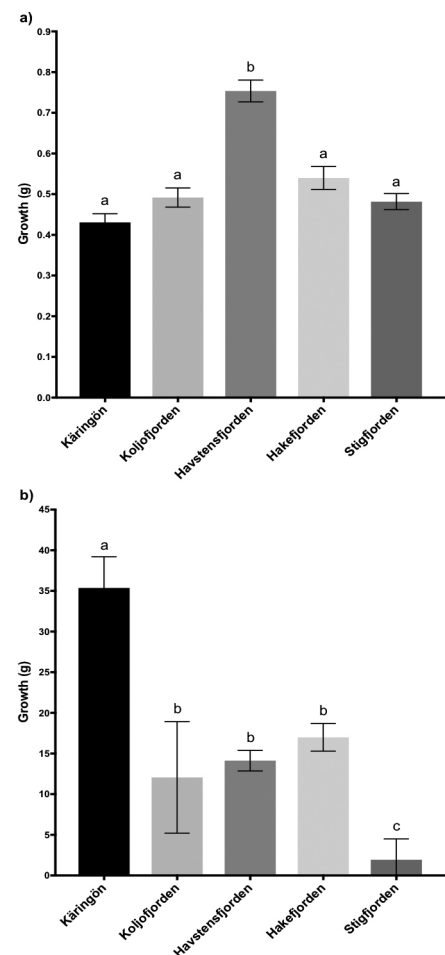 a)
0.9
0.8
0.7
0.6
0.5
0.4
0.3
0.2
0.1
0.0
Growth (g)
a
a
b
a
a
Käringön
Koljofjorden
Havstensfjorden
Hakefjorden
Stigfjorden
b)
45
40
35
30
25
20
15
10
5
0
Growth (g)
a
b
b
b
c
Käringön
Koljofjorden
Havstensfjorden
Hakefjorden
Stigfjorden